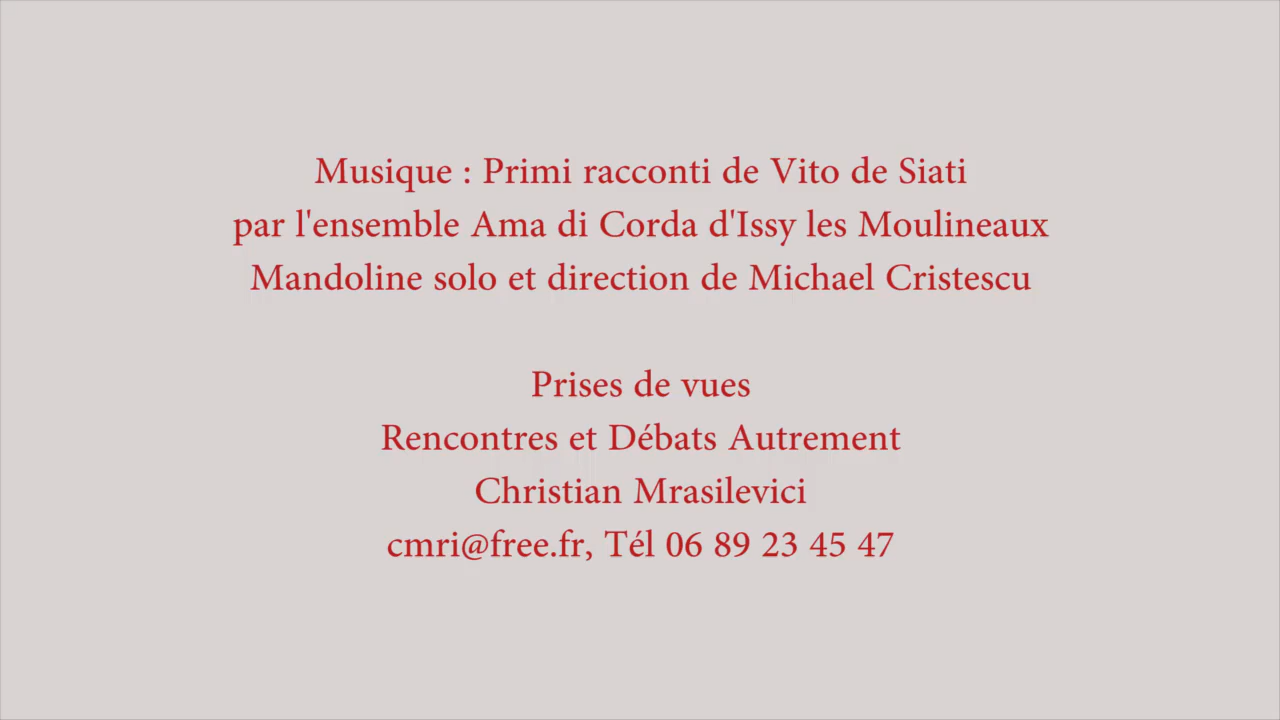 Musique : Primi racconti de Vito de Siati
par l'ensemble Ama di Corda d'Issy les Moulineaux
Mandoline solo et direction de Michael Cristescu
Prises de vues
Rencontres et Débats Autrement
Christian Mrasilevici
cmri@free.fr, Tél 06 89 23 45 47